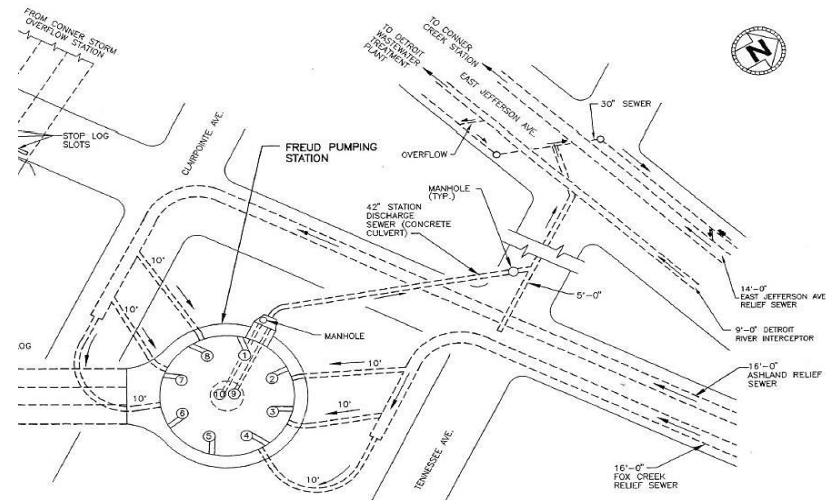 FROM CONNER STORM
OVERFLOW STATION
STOP LOG
SLOTS
CLAIRPOINTE AVE.
FREUD PUMPING
STATION
TO DETROIT
WASTEWATER
TREATMENT
PLANT
TO CONNER
CREEK STATION
EAST JEFFERSON AVE.
N
30" SEWER
OVERFLOW
MANHOLE
(TYP.)
42" STATION
DISCHARGE
SEWER (CONCRETE
CULVERT)
5'-0"
14'-0"
EAST JEFFERSON AVE
RELIEF SEWER
9'-0" DETROIT
RIVER INTERCEPTOR
16'-0"
ASHLAND RELIEF
SEWER
16'-0"
FOX CREEK
RELIEF SEWER
TENNESSEE AVE.
MANHOLE
OG
10'
10'
10'
10'
10'
10'
1
2
3
4
5
6
7
8
9
10